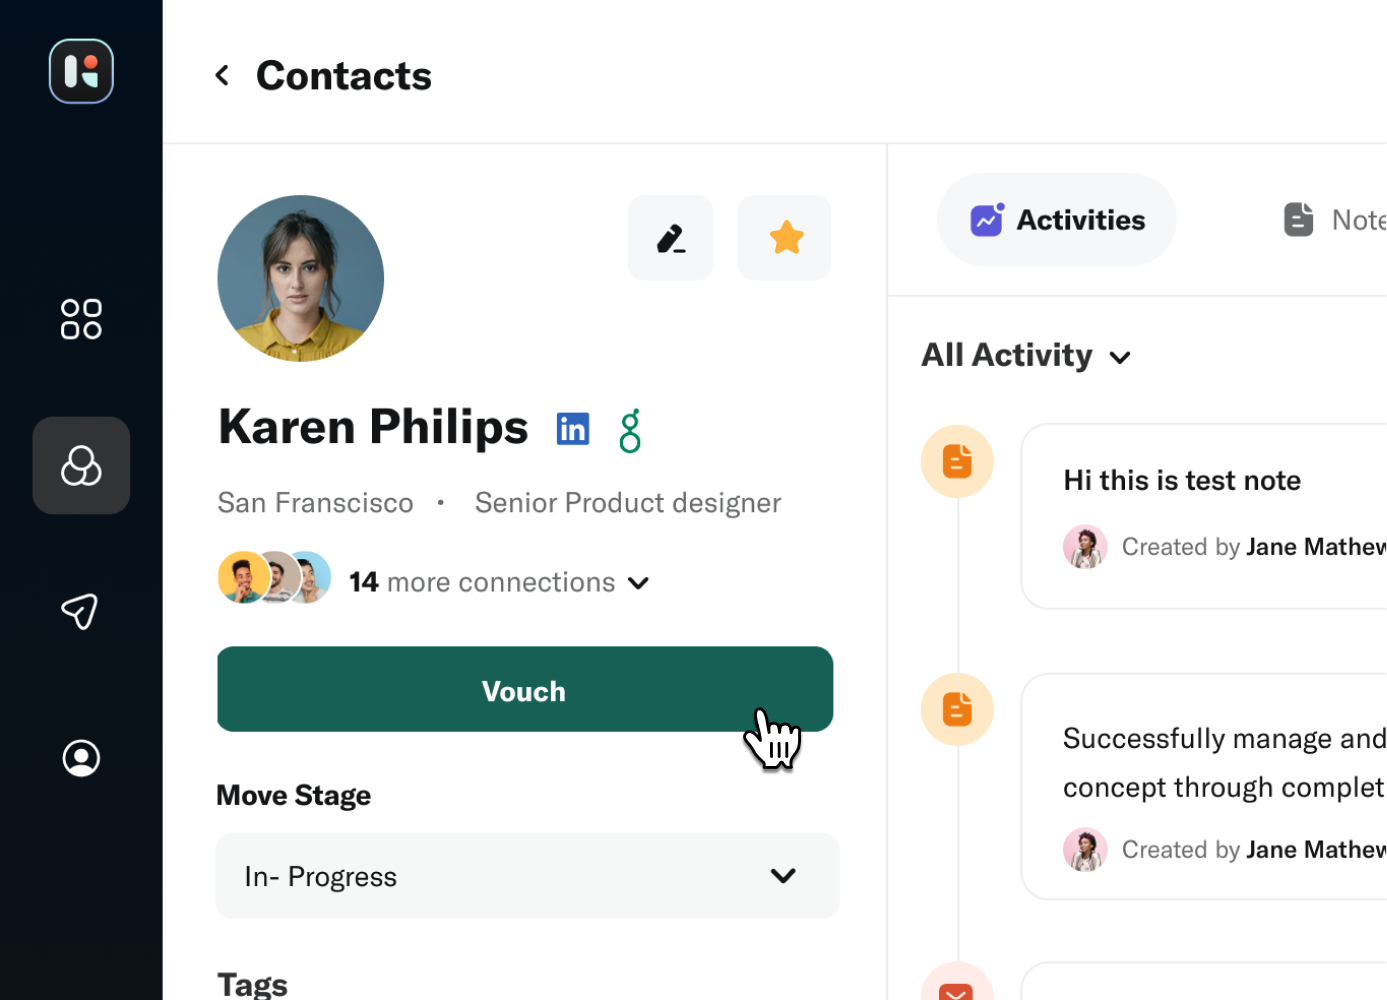 Contacts
Karen Philips
in
San Franscisco • Senior Product designer
14 more connections
Vouch
Move Stage
In- Progress
Tags
Activities
Note
All Activity
Hi this is test note
Created by Jane Mathew
Successfully manage and
concept through complet
Created by Jane Mathew